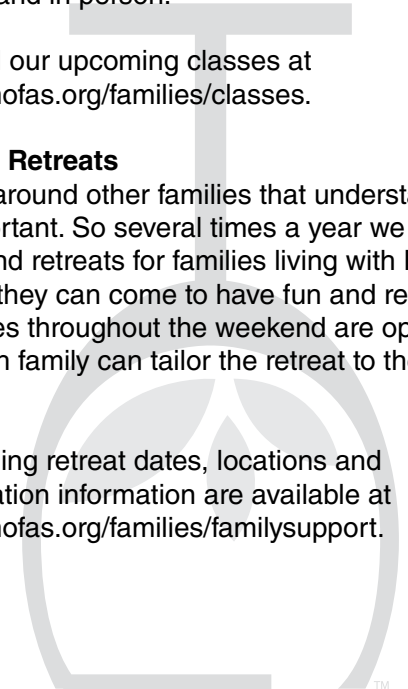 and in person.
our upcoming classes at
ofas.org/families/classes.
Retreats
around other families that underst
rtant. So several times a year we
nd retreats for families living with
they can come to have fun and re
es throughout the weekend are op
n family can tailor the retreat to th
ing retreat dates, locations and
ation information are available at
ofas.org/families/familysupport.
TM